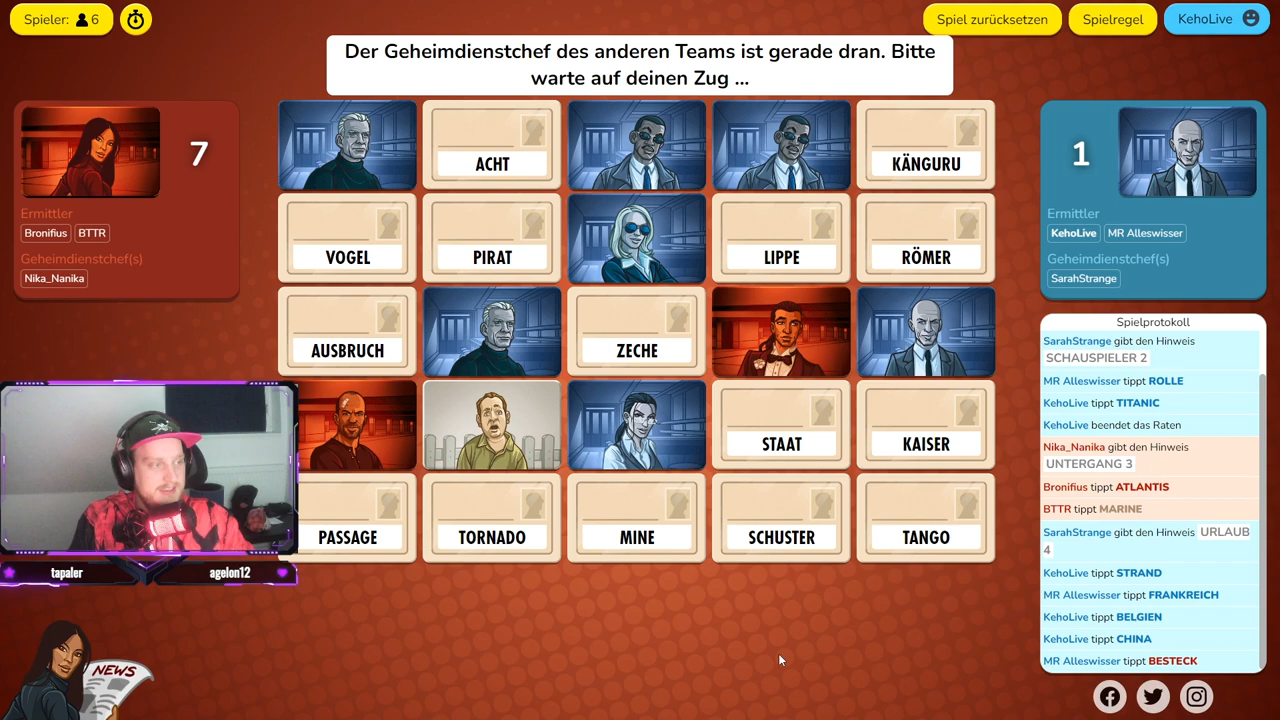 Spieler: 6
Spiel zurücksetzen
Spielregel
KehoLive
Der Geheimdienstchef des anderen Teams ist gerade dran. Bitte
warte auf deinen Zug ...
7
Ermittler
Bronifius BTTR
Geheimdienstchef(s)
Nika_Nanika
ACHT
KÄNGURU
VOGEL
PIRAT
LIPPE
RÖMER
AUSBRUCH
ZECHE
STAAT
KAISER
PASSAGE
TORNADO
MINE
SCHUSTER
TANGO
1
Ermittler
KehoLive MR Alleswisser
Geheimdienstchef(s)
SarahStrange
Spielprotokoll
SarahStrange gibt den Hinweis
SCHAUSPIELER 2
MR Alleswisser tippt ROLLE
KehoLive tippt TITANIC
KehoLive beendet das Raten
Nika_Nanika gibt den Hinweis
UNTERGANG 3
Bronifius tippt ATLANTIS
BTTR tippt MARINE
SarahStrange gibt den Hinweis URLAUB
4
KehoLive tippt STRAND
MR Alleswisser tippt FRANKREICH
KehoLive tippt BELGIEN
KehoLive tippt CHINA
MR Alleswisser tippt BESTECK
tapaler
agelon12
NEWS